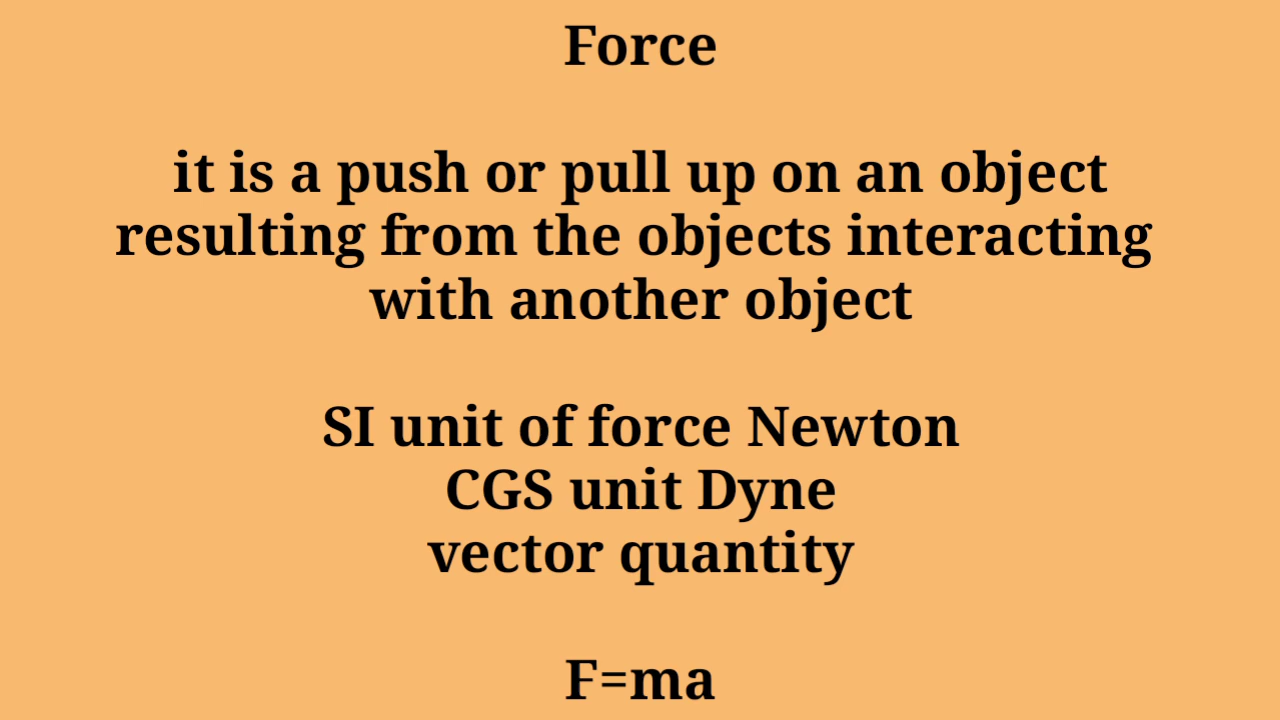 Force
it is a push or pull up on an object
resulting from the objects interacting
with another object
SI unit of force Newton
CGS unit Dyne
vector quantity
F=ma